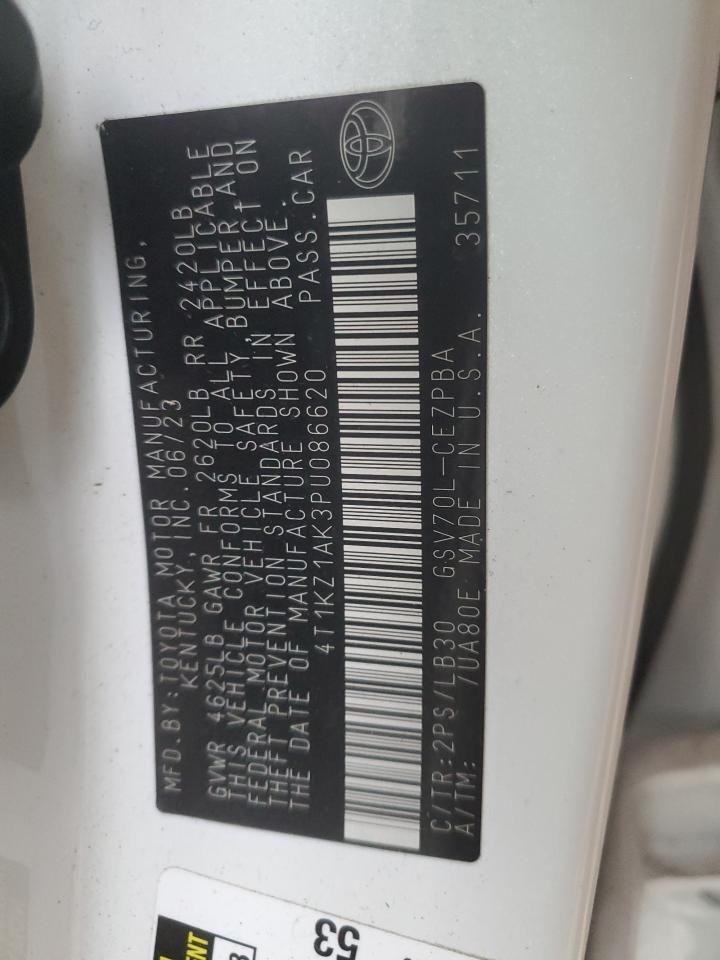 MFD.BY:TOYOTA MOTOR MANUFACTURING,
KENTUCKY, INC.06/23
GVWR 4625LB GAWR FR 2620LB RR 2420LB
THIS VEHICLE CONFORMS TO ALL APPLICABLE
FEDERAL MOTOR VEHICLE SAFETY, BUMPER,AND
THEFT PREVENTION STANDARDS IN EFFECT ON
THE DATE OF MANUFACTURE SHOWN ABOVE.
4T1KZ1AK3PU086620 PASS.CAR
C/TR:2PS/LB30 GSV70L-CEZPBA
A/TM: 7UA80E MADE IN U.S.A. 35711
53